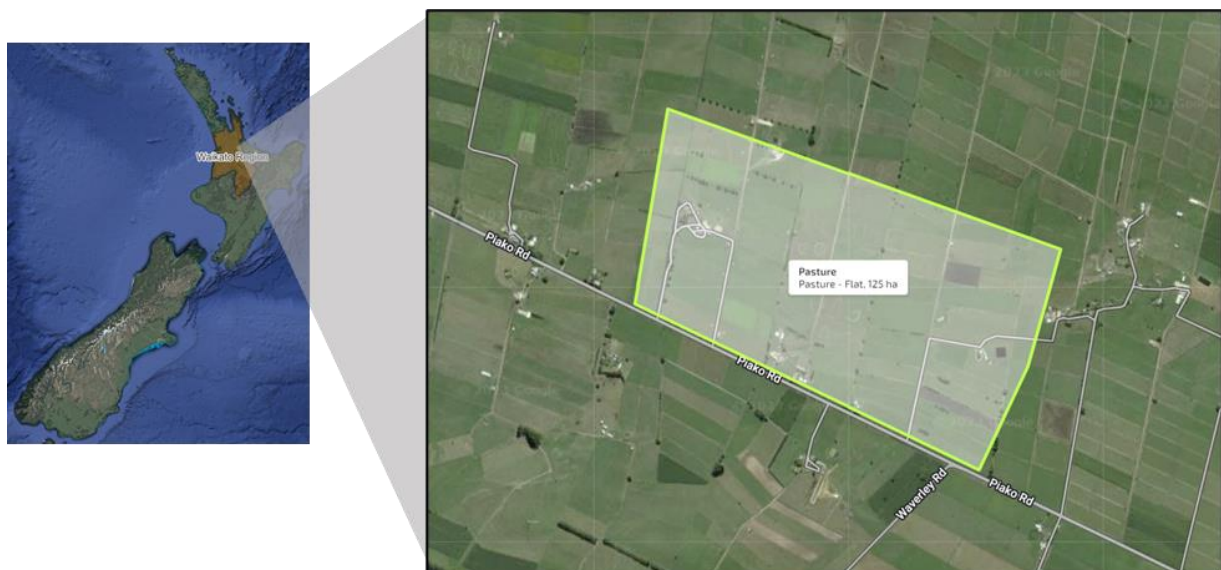 Waikato Region
Piako Rd
Pasture
Pasture - Flat, 125 ha
Piako Rd
Waverley Rd
Piako Rd